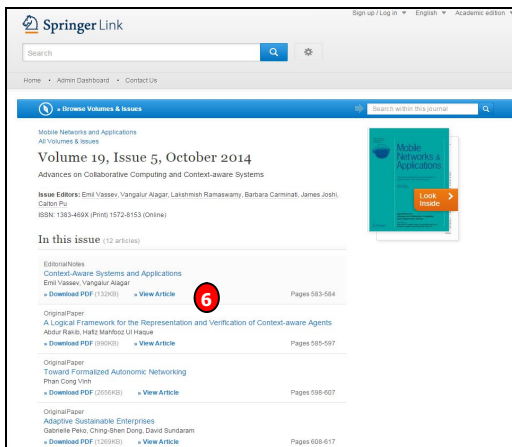 Sign up / Log in English Academic edition
Springer Link
Search
Home • Admin Dashboard • Contact Us
» Browse Volumes & Issues
Search within this journal
Mobile Networks and Applications
All Volumes & Issues
Volume 19, Issue 5, October 2014
Advances on Collaborative Computing and Context-aware Systems
Issue Editors: Emil Vassev, Vangalur Alagar, Lakshmish Ramaswamy, Barbara Carminati, James Joshi,
Calton Pu
ISSN: 1383-469X (Print) 1572-8153 (Online)
Mobile
Networks &
Applications
Look
Inside
In this issue (12 articles)
EditorialNotes
Context-Aware Systems and Applications
Emil Vassev, Vangalur Alagar
» Download PDF (132KB) » View Article Pages 583-584
6
OriginalPaper
A Logical Framework for the Representation and Verification of Context-aware Agents
Abdur Rakib, Hafiz Mahfooz Ul Haque
» Download PDF (990KB) » View Article Pages 585-597
OriginalPaper
Toward Formalized Autonomic Networking
Phan Cong Vinh
» Download PDF (2656KB) » View Article Pages 598-607
OriginalPaper
Adaptive Sustainable Enterprises
Gabrielle Peko, Ching-Shen Dong, David Sundaram
» Download PDF (1269KB) » View Article Pages 608-617